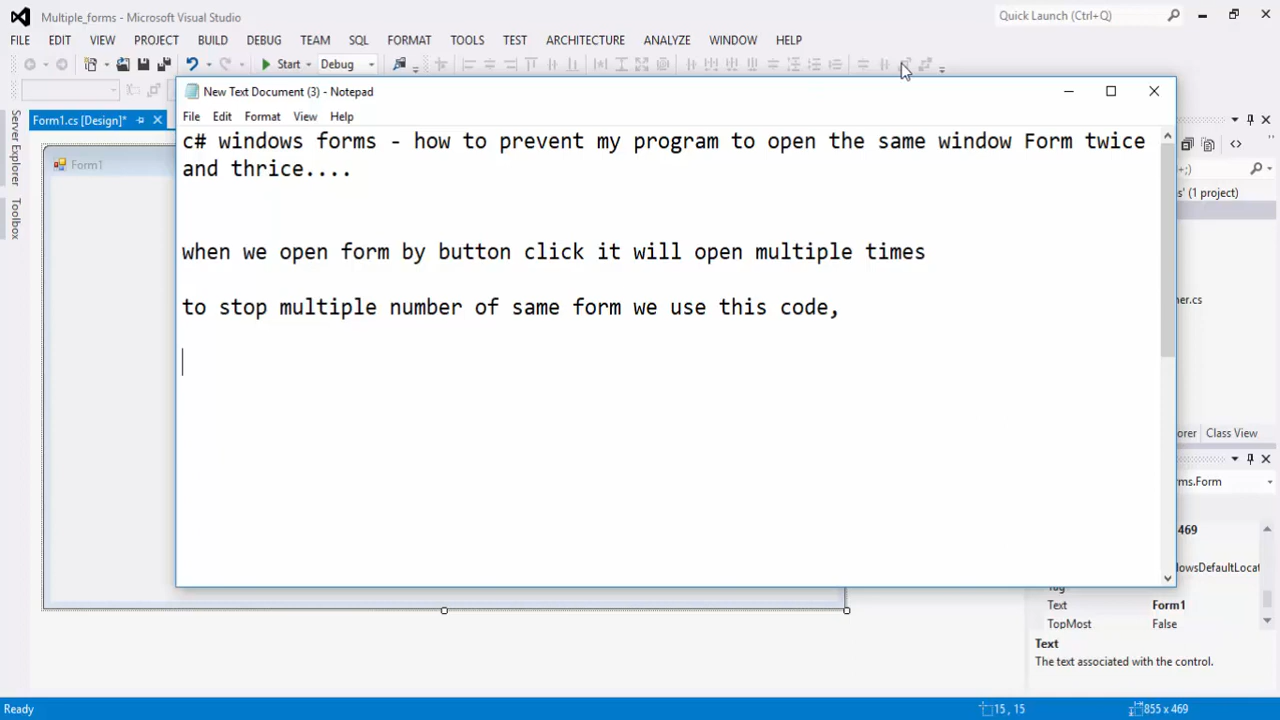 Multiple_forms - Microsoft Visual Studio
Quick Launch (Ctrl+Q)
FILE EDIT VIEW PROJECT BUILD DEBUG TEAM SQL FORMAT TOOLS TEST ARCHITECTURE ANALYZE WINDOW HELP
Start Debug
New Text Document (3) - Notepad
Form1.cs [Design]*
File Edit Format View Help
Server Explorer
Toolbox
Form1
c# windows forms - how to prevent my program to open the same window Form twice
and thrice....
when we open form by button click it will open multiple times
to stop multiple number of same form we use this code,
+;)
(1 project)
Class View
469
Text Form1
TopMost False
Text
The text associated with the control.
Ready 15 , 15 855 x 469